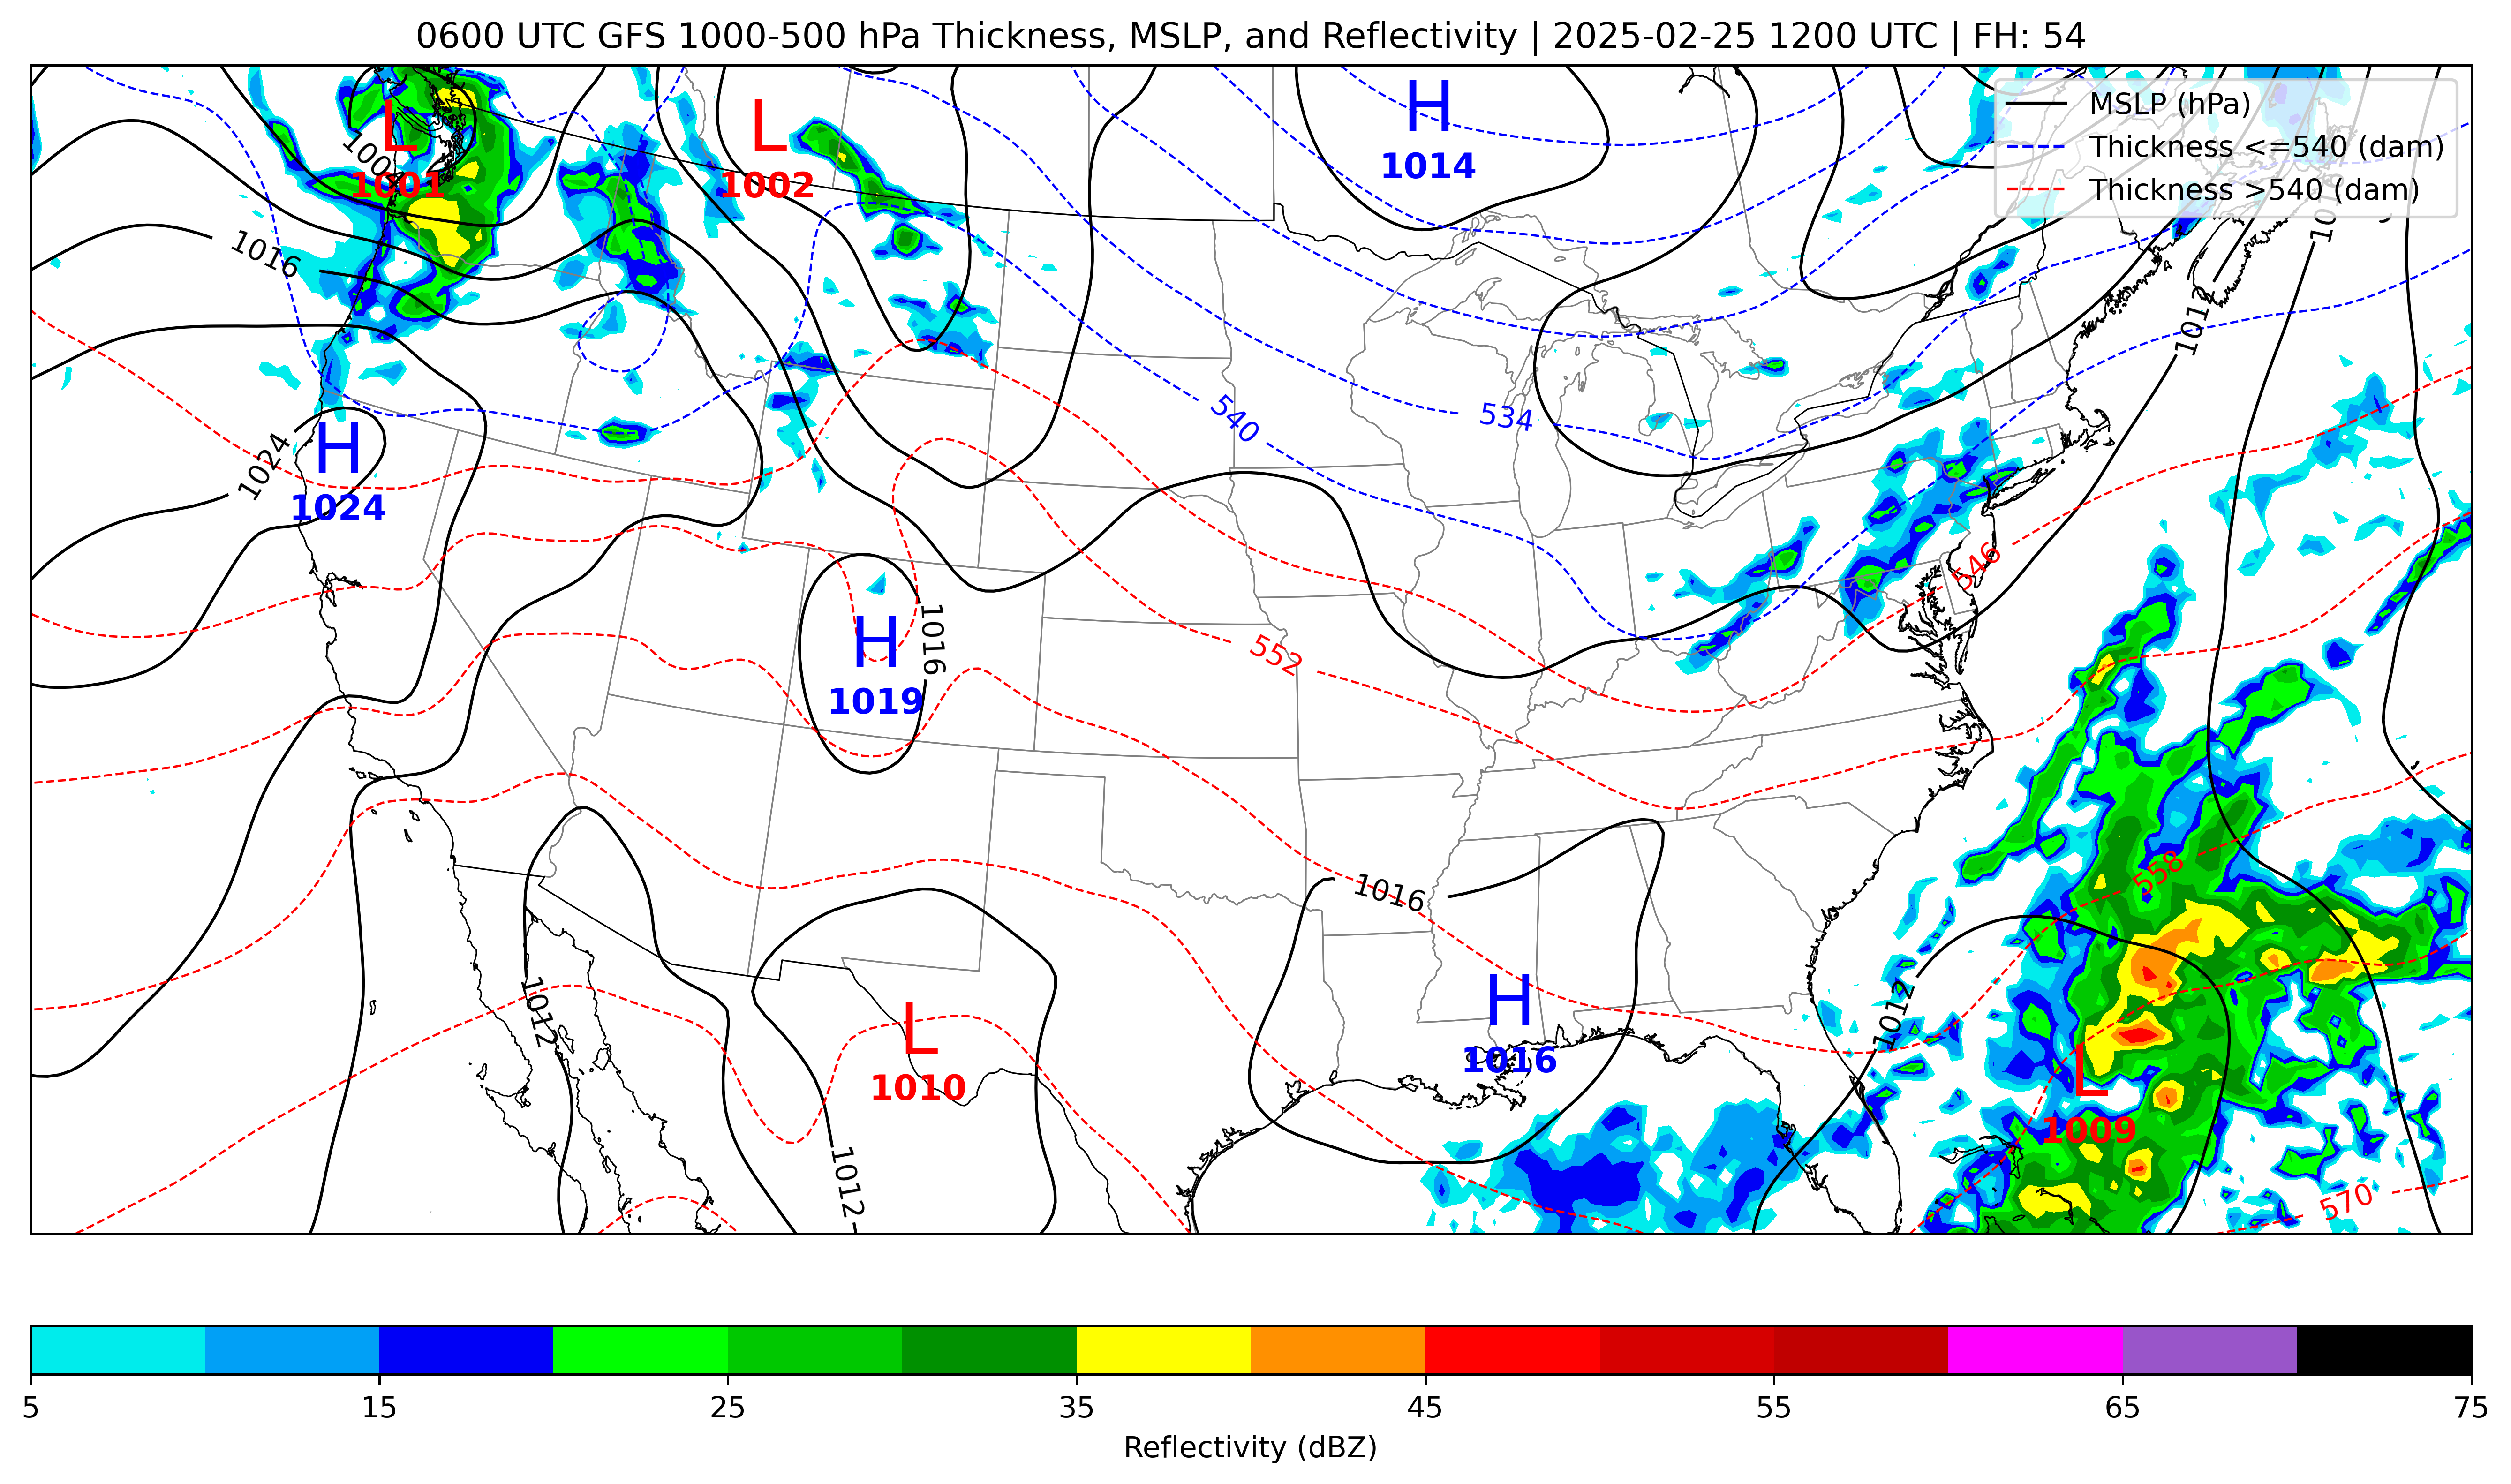 0600 UTC GFS 1000-500 hPa Thickness, MSLP, and Reflectivity | 2025-02-25 1200 UTC | FH: 54
MSLP (hPa)
Thickness <=540 (dam)
Thickness >540 (dam)
H
1014
L
1001
L
1002
1016
1012
540
534
1024
H
1024
546
552
H
1019
1016
558
1016
1012
1012
H
1016
L
1010
L
1009
1012
570
5 15 25 35 45 55 65 75
Reflectivity (dBZ)